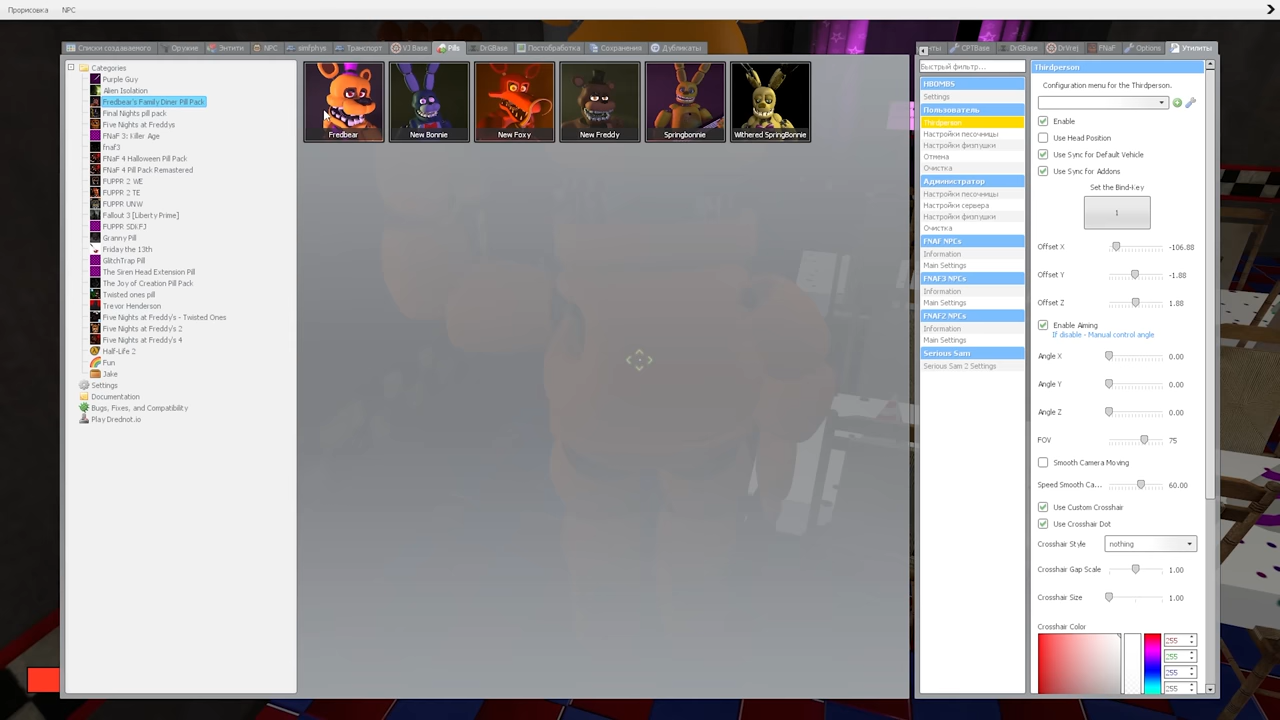 Прорисовка NPC
Списки создаваемого Оружие Энтити NPC simfphys Транспорт VJ Base Pills DrGBase Постобработка Сохранения Дубликаты
Categories
Purple Guy
Alien Isolation
Fredbear's Family Diner Pill Pack
Final Nights pill pack
Five Nights at Freddys
FNaF 3: Killer Age
fnaf3
FNaF 4 Halloween Pill Pack
FNaF 4 Pill Pack Remastered
FUPPR 2 WE
FUPPR 2 TE
FUPPR UNW
Fallout 3 [Liberty Prime]
FUPPR SDI-FJ
Granny Pill
Friday the 13th
GlitchTrap Pill
The Siren Head Extension Pill
The Joy of Creation Pill Pack
Twisted ones pill
Trevor Henderson
Five Nights at Freddy's - Twisted Ones
Five Nights at Freddy's 2
Five Nights at Freddy's 4
Half-Life 2
Fun
Jake
Settings
Documentation
Bugs, Fixes, and Compatibility
Play Drednot.io
Fredbear New Bonnie New Foxy New Freddy Springbonnie Withered SpringBonnie
нты CPTBase DrGBase DrVrej FNaF Options Утилиты
Быстрый фильтр...
HBOMBS
Settings
Пользователь
Thirdperson
Настройки песочницы
Настройки физпушки
Отмена
Очистка
Администратор
Настройки песочницы
Настройки сервера
Настройки физпушки
Очистка
FNAF NPCs
Information
Main Settings
FNAF3 NPCs
Information
Main Settings
FNAF2 NPCs
Information
Main Settings
Serious Sam
Serious Sam 2 Settings
Thirdperson
Configuration menu for the Thirdperson.
Enable
Use Head Position
Use Sync for Default Vehicle
Use Sync for Addons
Set the Bind-Key
Offset X -106.88
Offset Y -1.88
Offset Z 1.88
Enable Aiming
If disable - Manual control angle
Angle X 0.00
Angle Y 0.00
Angle Z 0.00
FOV 75
Smooth Camera Moving
Speed Smooth Ca... 60.00
Use Custom Crosshair
Use Crosshair Dot
Crosshair Style nothing
Crosshair Gap Scale 1.00
Crosshair Size 1.00
Crosshair Color
255
255
255
255